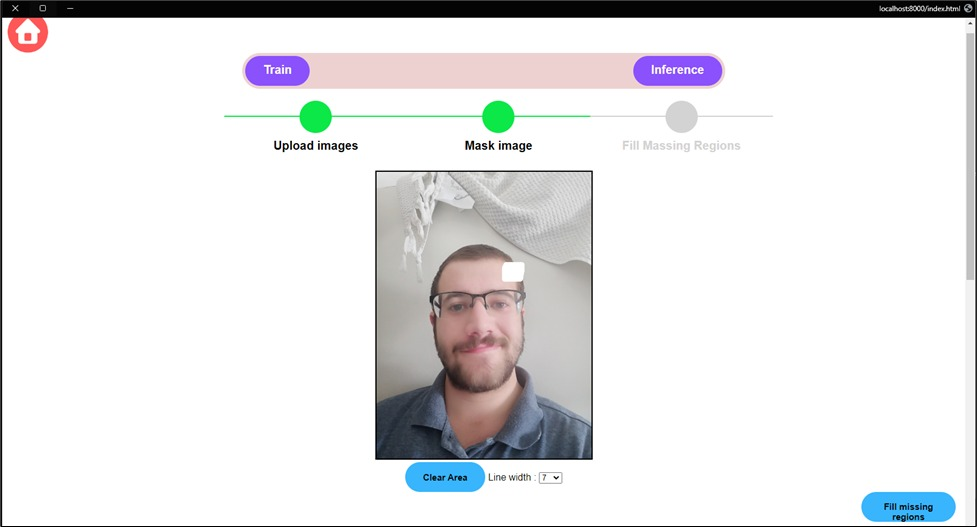 localhost:8000/index.html
Train
Inference
Upload images
Mask image
Fill Massing Regions
Clear Area
Line width : 7
Fill missing
regions